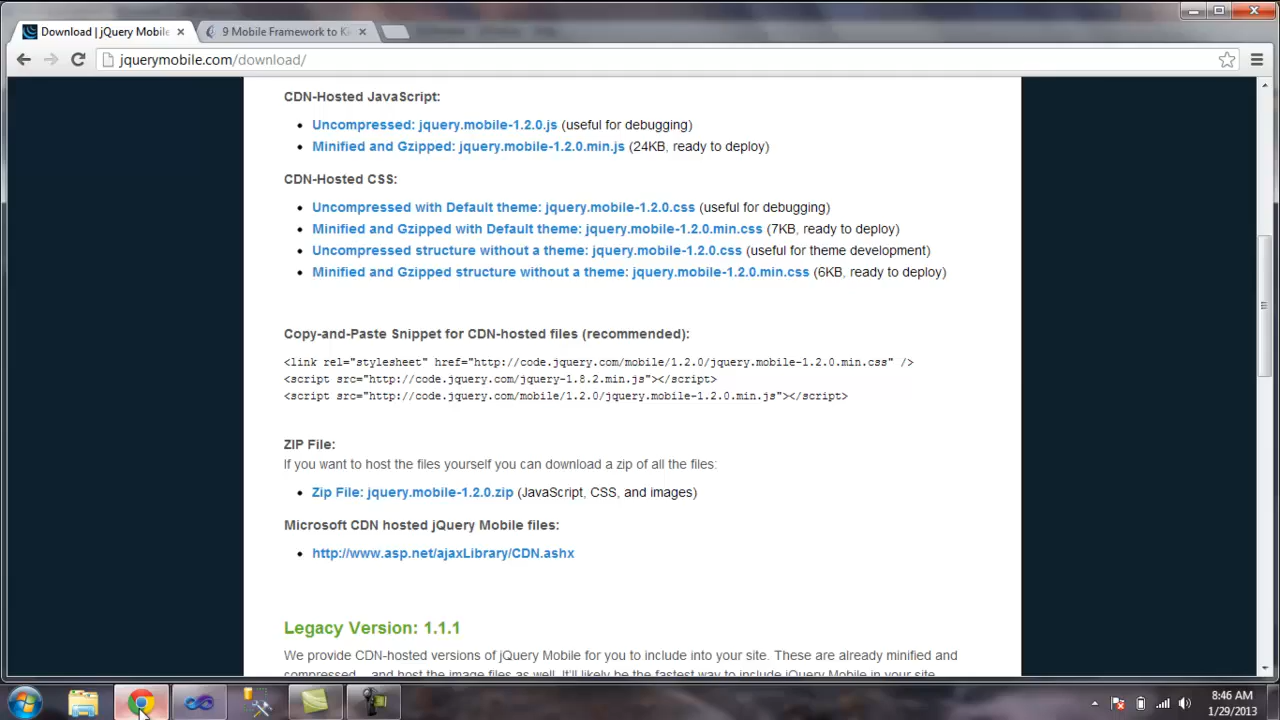 Download | jQuery Mobile
9 Mobile Framework to K
jquerymobile.com/download/
CDN-Hosted JavaScript:
Uncompressed: jquery.mobile-1.2.0.js (useful for debugging)
Minified and Gzipped: jquery.mobile-1.2.0.min.js (24KB, ready to deploy)
CDN-Hosted CSS:
Uncompressed with Default theme: jquery.mobile-1.2.0.css (useful for debugging)
Minified and Gzipped with Default theme: jquery.mobile-1.2.0.min.css (7KB, ready to deploy)
Uncompressed structure without a theme: jquery.mobile-1.2.0.css (useful for theme development)
Minified and Gzipped structure without a theme: jquery.mobile-1.2.0.min.css (6KB, ready to deploy)
Copy-and-Paste Snippet for CDN-hosted files (recommended):
<link rel="stylesheet" href="http://code.jquery.com/mobile/1.2.0/jquery.mobile-1.2.0.min.css" />
<script src="http://code.jquery.com/jquery-1.8.2.min.js"></script>
<script src="http://code.jquery.com/mobile/1.2.0/jquery.mobile-1.2.0.min.js"></script>
ZIP File:
If you want to host the files yourself you can download a zip of all the files:
Zip File: jquery.mobile-1.2.0.zip (JavaScript, CSS, and images)
Microsoft CDN hosted jQuery Mobile files:
http://www.asp.net/ajaxLibrary/CDN.ashx
Legacy Version: 1.1.1
We provide CDN-hosted versions of jQuery Mobile for you to include into your site. These are already minified and
compressed – and host the image files as well. It'll likely be the fastest way to include jQuery Mobile in your site.
8:46 AM
1/29/2013